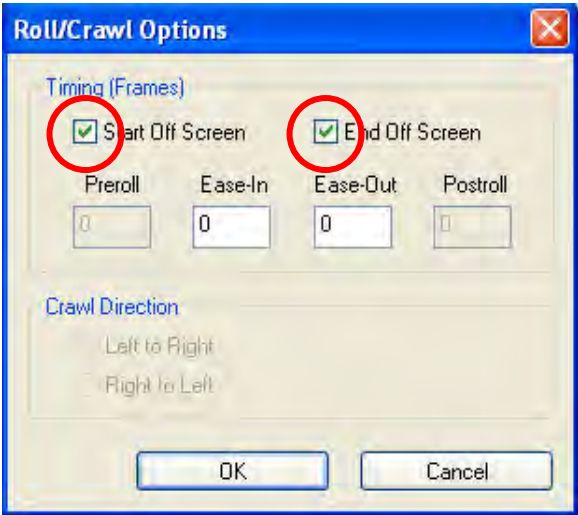 Roll/Crawl Options
Timing (Frames)
Start Off Screen End Off Screen
Preroll Ease-In Ease-Out Postroll
0 0 0 0
Crawl Direction
Left to Right
Right to Left
OK Cancel